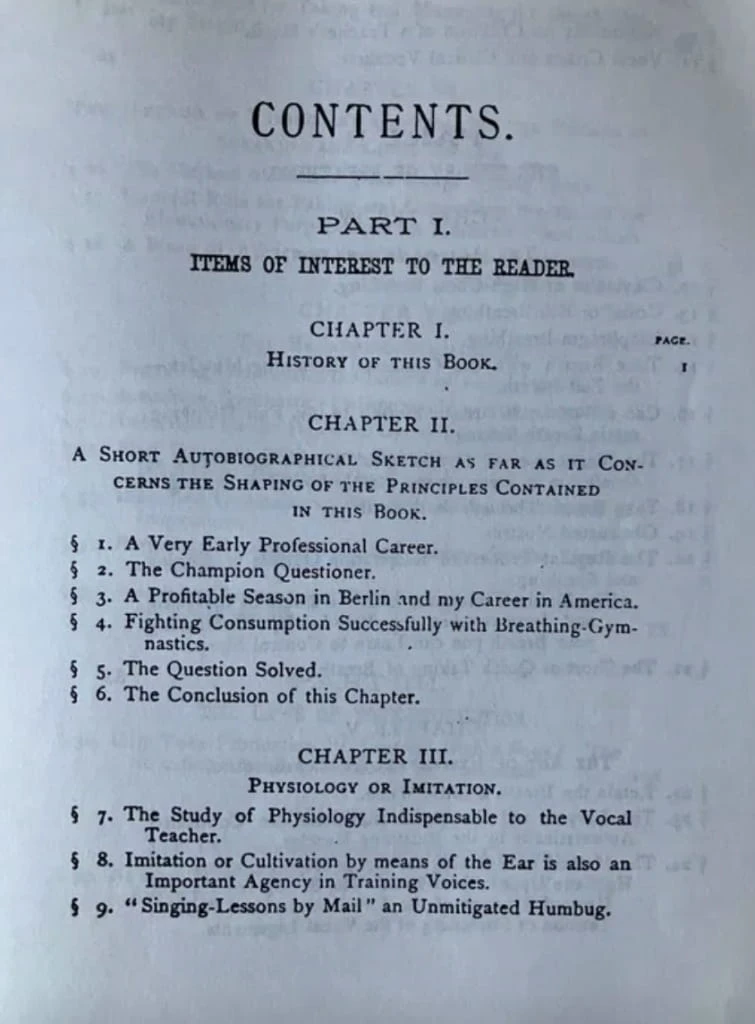 CONTENTS.
PART I.
ITEMS OF INTEREST TO THE READER.
CHAPTER I.
PAGE.
HISTORY OF THIS BOOK. 1
CHAPTER II.
A SHORT AUTOBIOGRAPHICAL SKETCH AS FAR AS IT CON-
CERNS THE SHAPING OF THE PRINCIPLES CONTAINED
IN THIS BOOK.
§ 1. A Very Early Professional Career.
§ 2. The Champion Questioner.
§ 3. A Profitable Season in Berlin and my Career in America.
§ 4. Fighting Consumption Successfully with Breathing-Gym-
nastics.
§ 5. The Question Solved.
§ 6. The Conclusion of this Chapter.
CHAPTER III.
PHYSIOLOGY OR IMITATION.
§ 7. The Study of Physiology Indispensable to the Vocal
Teacher.
§ 8. Imitation or Cultivation by means of the Ear is also an
Important Agency in Training Voices.
§ 9. “Singing-Lessons by Mail” an Unmitigated Humbug.